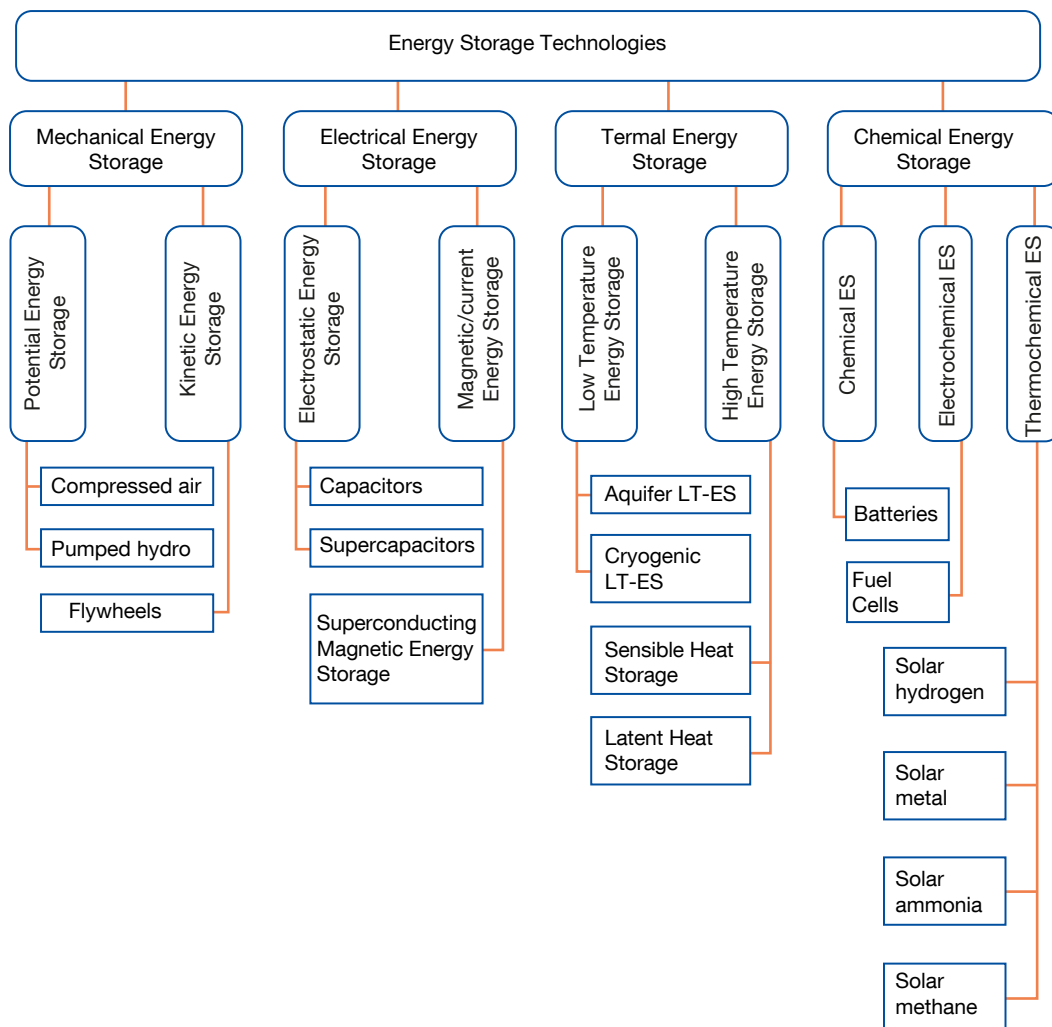 Energy Storage Technologies
Mechanical Energy
Storage
Electrical Energy
Storage
Termal Energy
Storage
Chemical Energy
Storage
Potential Energy
Storage
Kinetic Energy
Storage
Electrostatic Energy
Storage
Magnetic/current
Energy Storage
Low Temperature
Energy Storage
High Temperature
Energy Storage
Chemical ES
Electrochemical ES
Thermochemical ES
Compressed air
Pumped hydro
Flywheels
Capacitors
Supercapacitors
Superconducting
Magnetic Energy
Storage
Aquifer LT-ES
Cryogenic
LT-ES
Sensible Heat
Storage
Latent Heat
Storage
Batteries
Fuel
Cells
Solar
hydrogen
Solar
metal
Solar
ammonia
Solar
methane